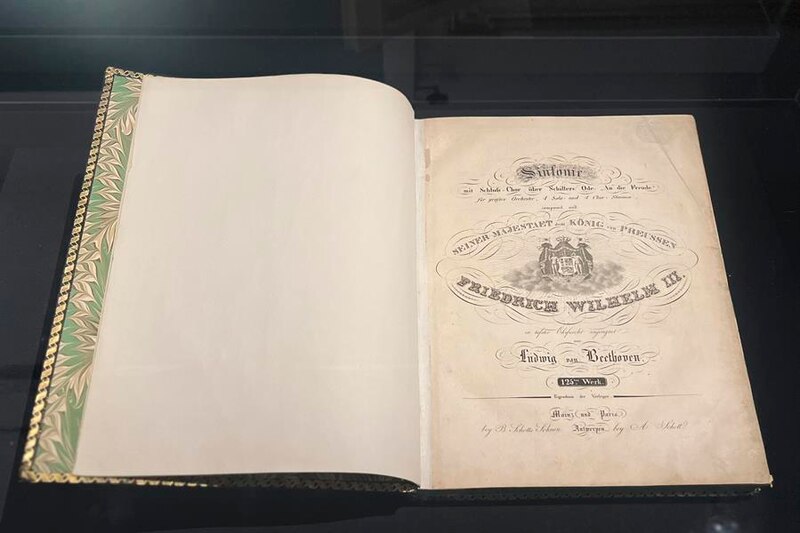 Sinfonie
mit Schluss-Chor über Schillers Ode: „An die Freude“
für grosses Orchester, 4 Solo- und 4 Chor-Stimmen
componirt und
SEINER MAJESTAET dem KÖNIG von PREUSSEN
FRIEDRICH WILHELM III.
in tiefster Ehrfurcht zugeeignet
von
Ludwig van Beethoven.
125tes Werk.
Eigenthum der Verleger
Mainz und Paris
bey B. Schotts Söhnen. Antwerpen, bey A. Schott.